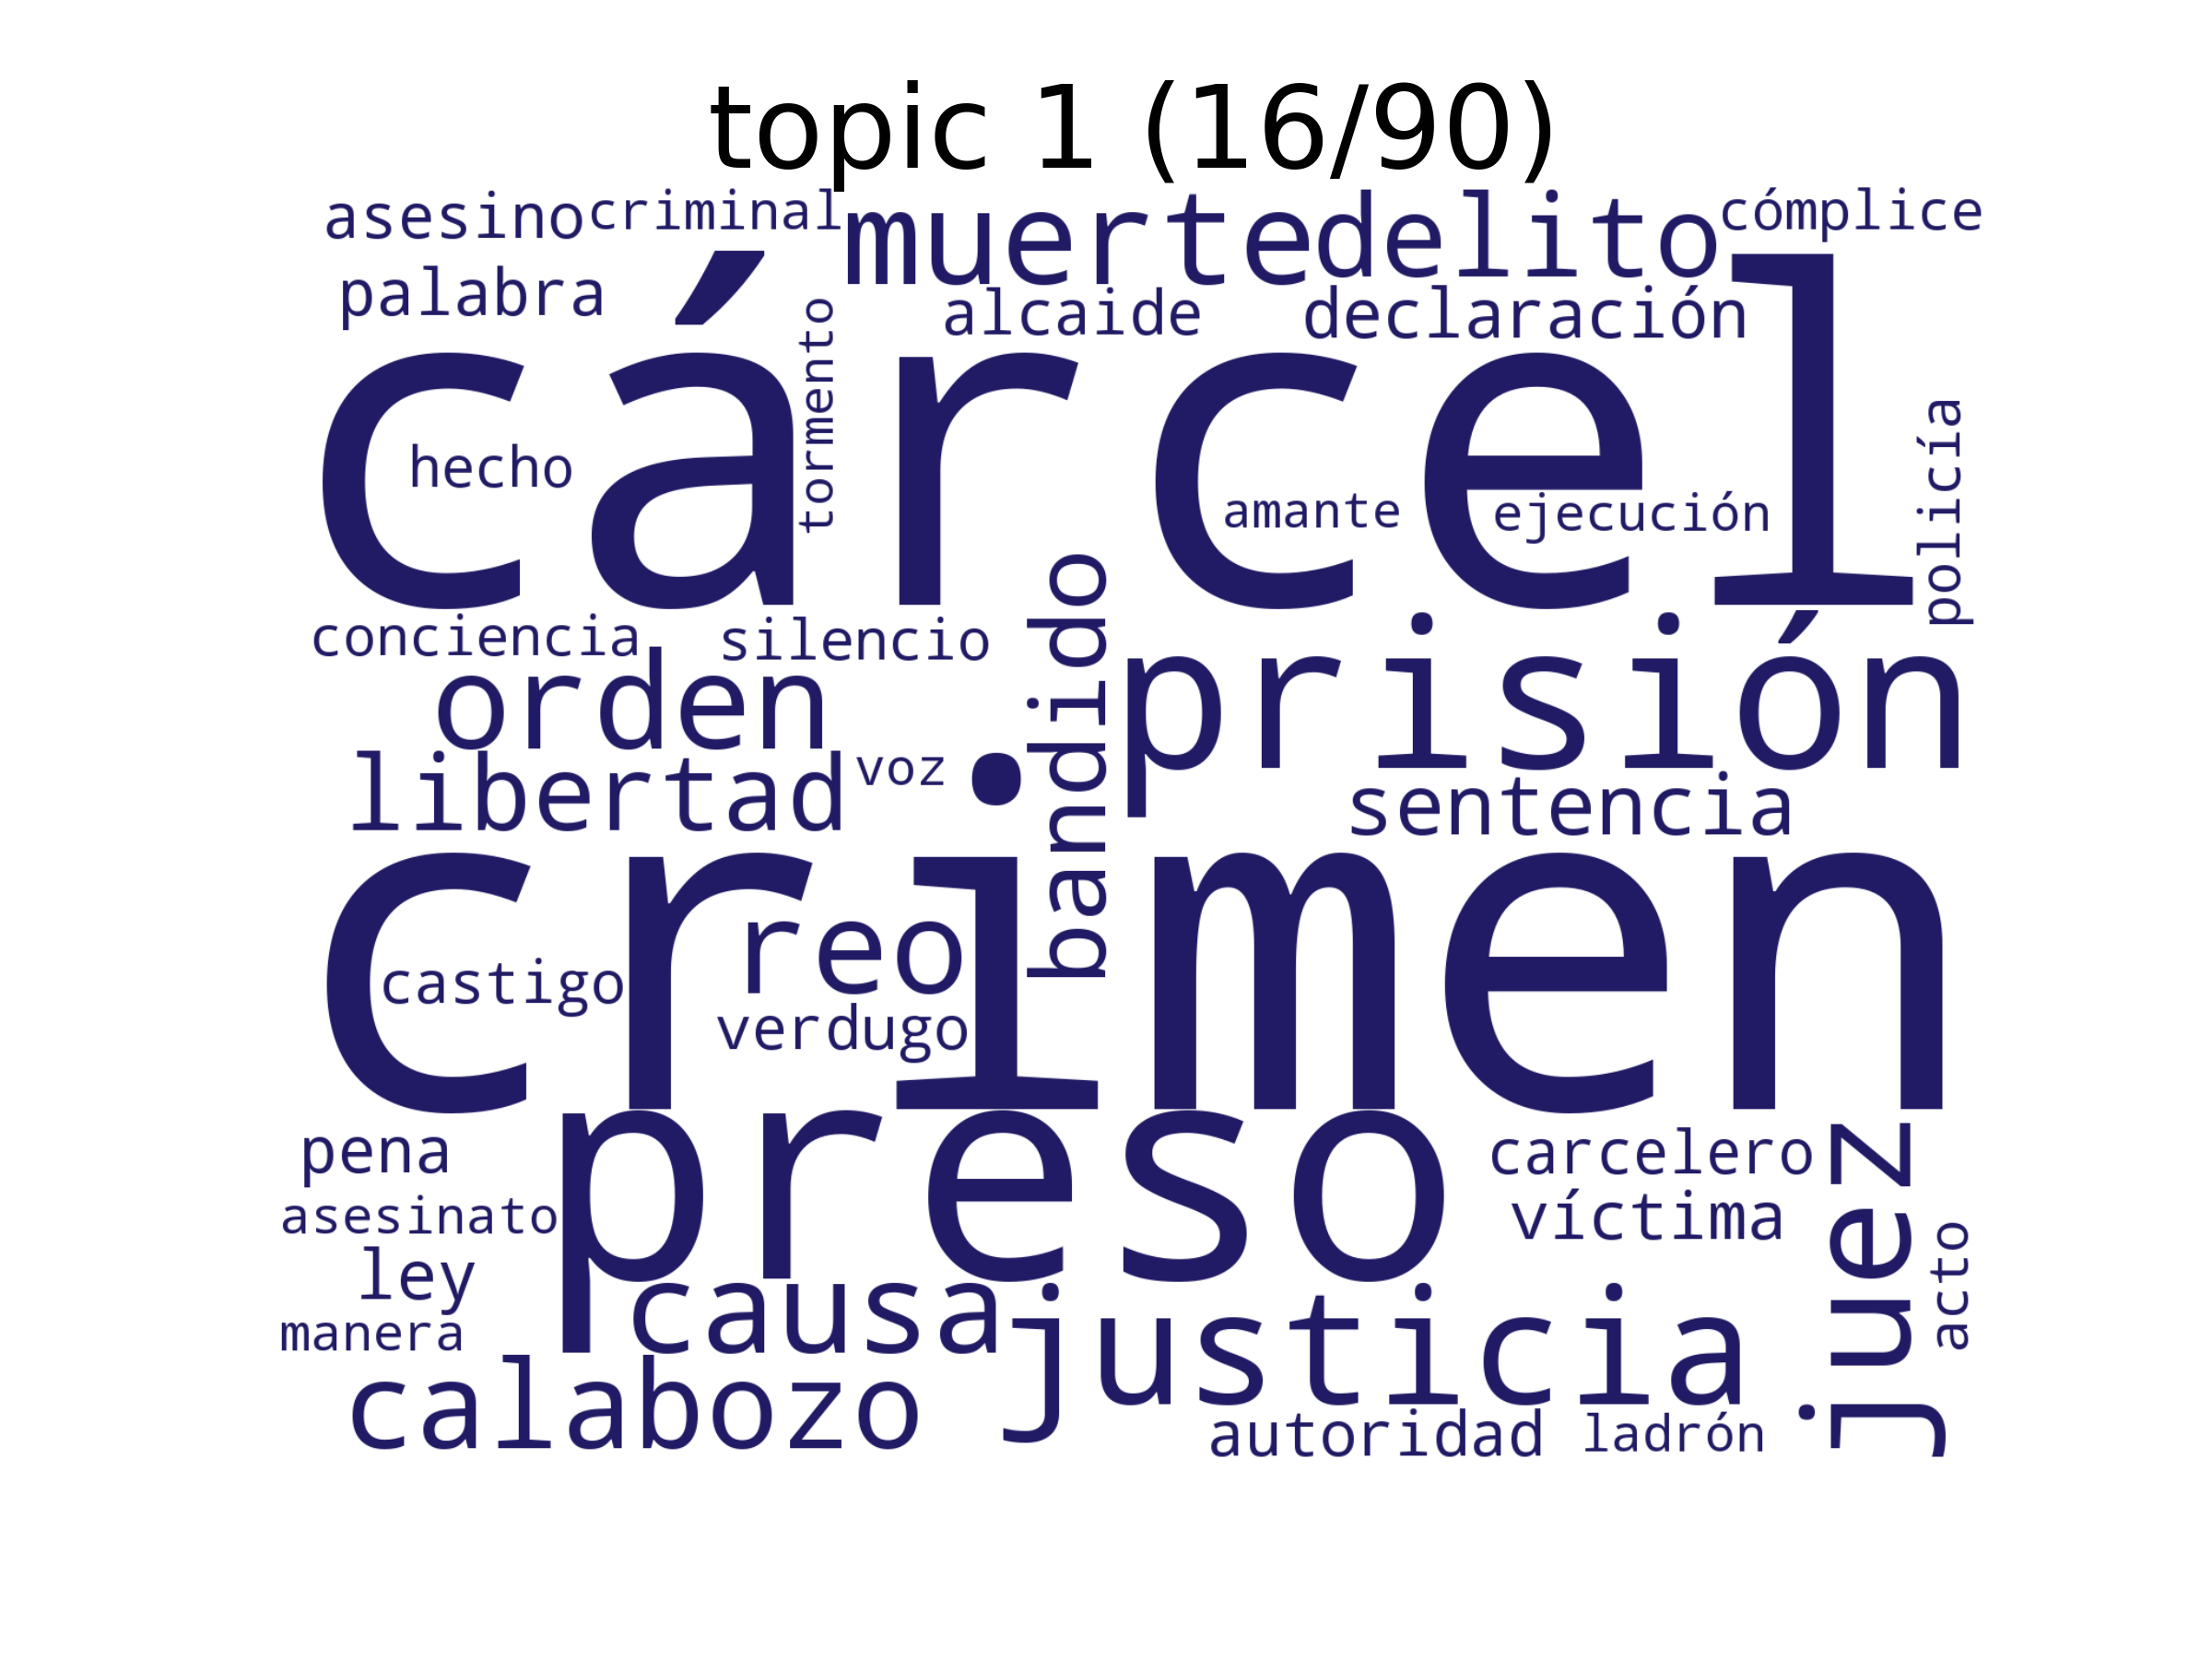 topic 1 (16/90)
asesino
criminal
muerte
delito
cómplice
palabra
alcaide
declaración
tormento
cárcel
hecho
amante
ejecución
policía
conciencia
silencio
orden
bandido
prisión
libertad
voz
sentencia
crimen
reo
castigo
verdugo
preso
pena
carcelero
juez
asesinato
víctima
acto
ley
causa
justicia
manera
calabozo
autoridad
ladrón